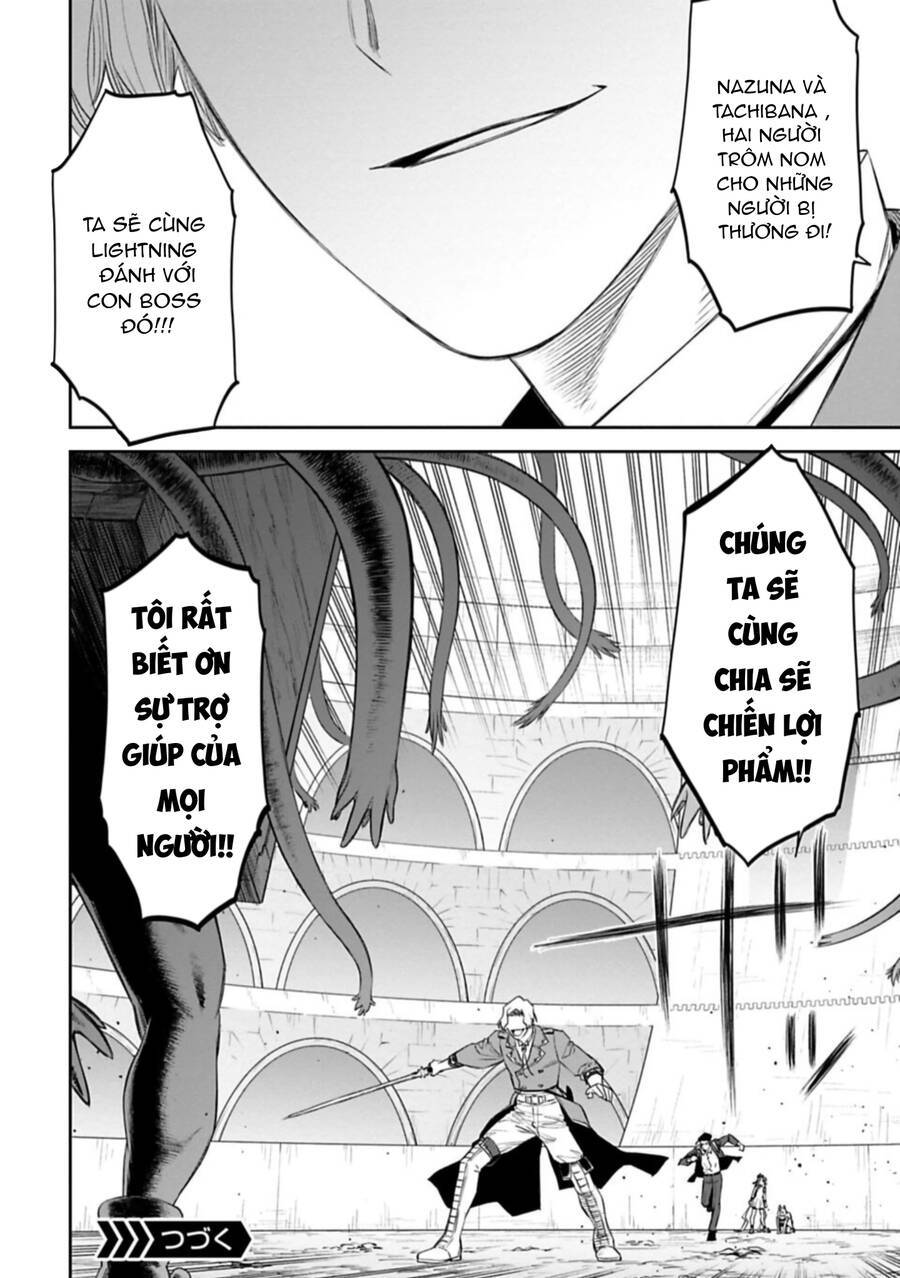 NAZUNA VÀ
TACHIBANA ,
HAI NGƯỜI
TRÔM NOM
CHO NHỮNG
NGƯỜI BỊ
THƯƠNG ĐI!
TA SẼ CÙNG
LIGHTNING
ĐÁNH VỚI
CON BOSS
ĐÓ!!!
CHÚNG
TA SẼ
CÙNG
CHIA SẼ
CHIẾN LỢI
PHẨM!!
TÔI RẤT
BIẾT ƠN
SỰ TRỢ
GIÚP CỦA
MỌI
NGƯỜI!!
つづく